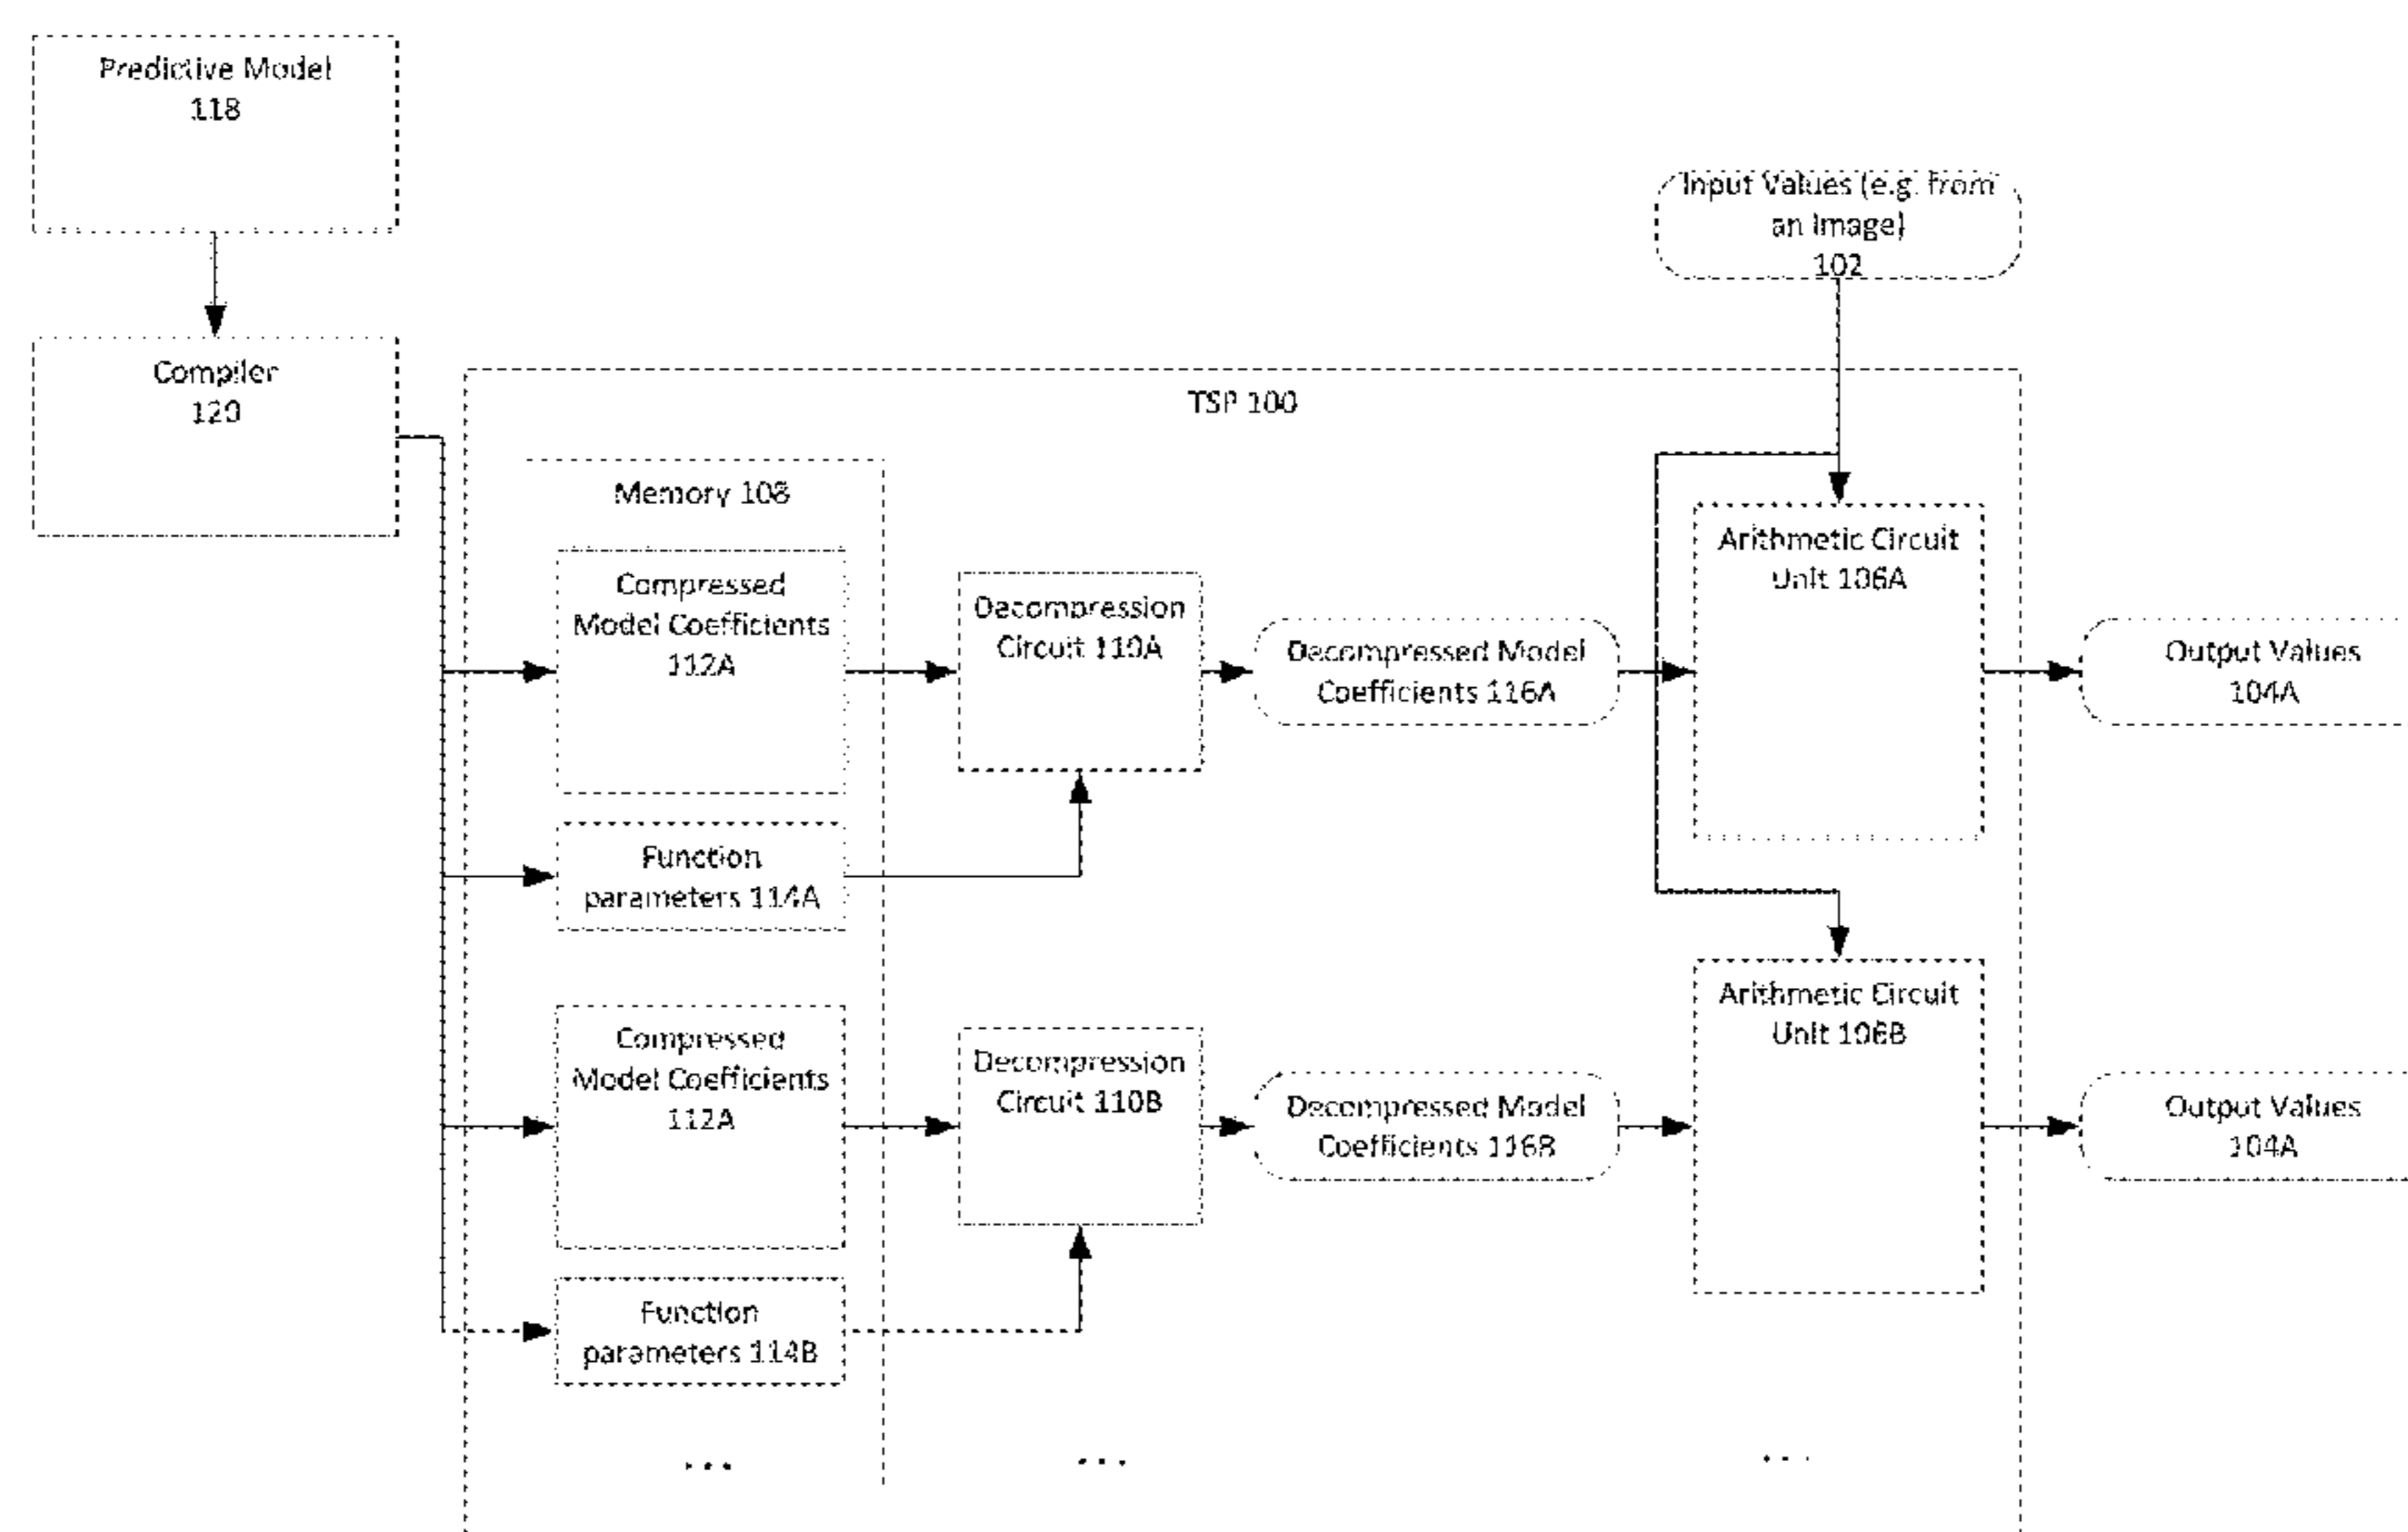 Predictive Model
118
Compiler
120
Input Values (e.g. from
an Image)
102
TSP 100
Memory 108
Compressed
Model Coefficients
112A
Function
parameters 114A
Decompression
Circuit 110A
Decompressed Model
Coefficients 116A
Arithmetic Circuit
Unit 106A
Output Values
104A
Compressed
Model Coefficients
112A
Function
parameters 114B
Decompression
Circuit 110B
Decompressed Model
Coefficients 116B
Arithmetic Circuit
Unit 106B
Output Values
104A
...
...
...